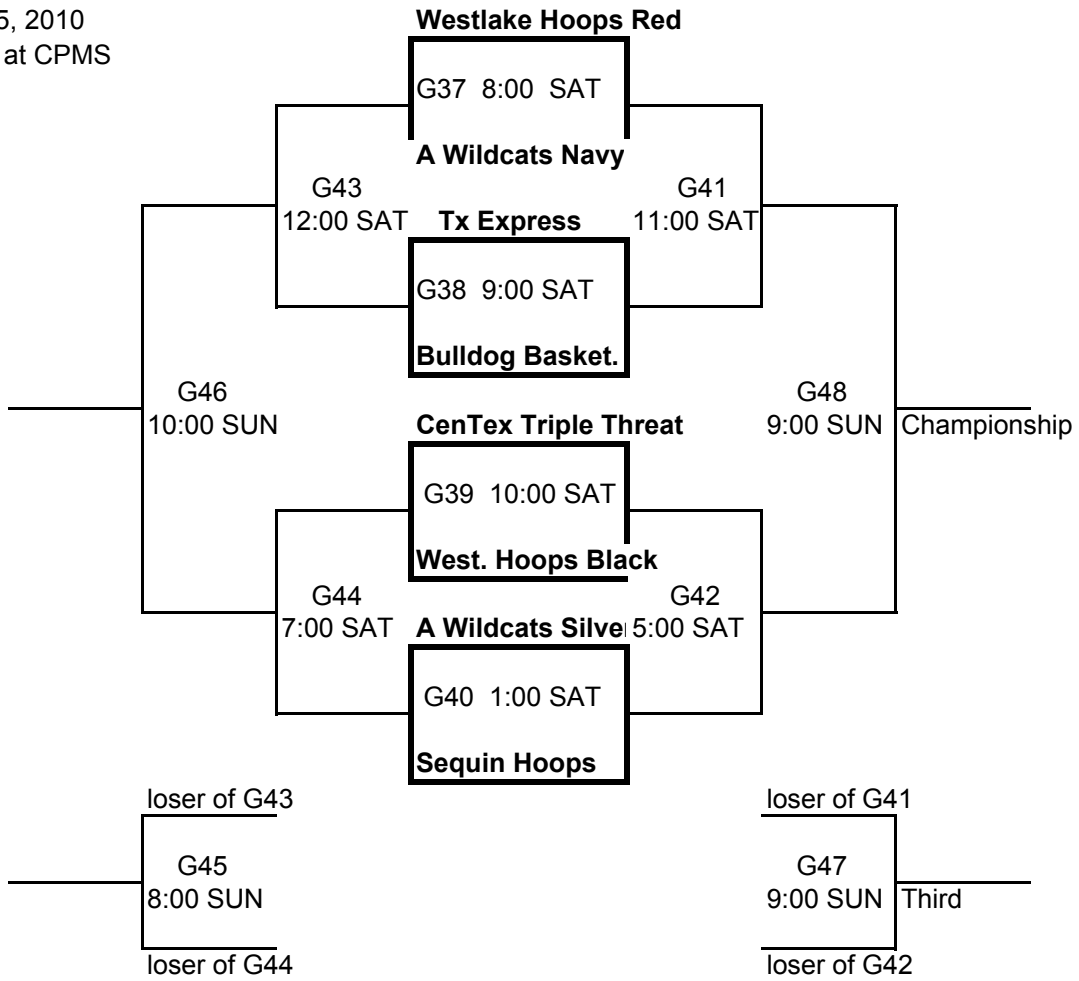 5, 2010
at CPMS
Westlake Hoops Red
G37 8:00 SAT
A Wildcats Navy
G43
12:00 SAT
G41
11:00 SAT
Tx Express
G38 9:00 SAT
Bulldog Basket.
G46
10:00 SUN
G48
9:00 SUN
Championship
CenTex Triple Threat
G39 10:00 SAT
West. Hoops Black
G44
7:00 SAT
G42
5:00 SAT
A Wildcats Silver
G40 1:00 SAT
Sequin Hoops
loser of G43
G45
8:00 SUN
loser of G44
loser of G41
G47
9:00 SUN
Third
loser of G42